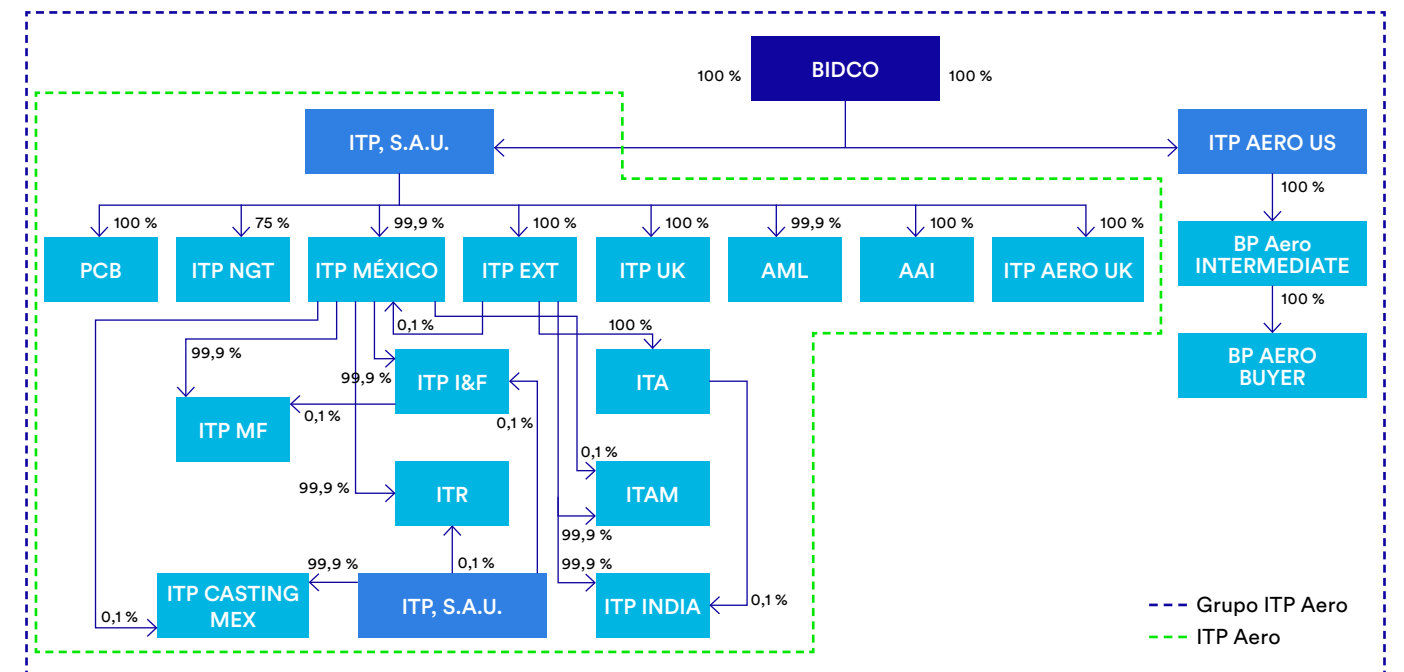 BIDCO
100 %
100 %
ITP, S.A.U.
ITP AERO US
100 %
100 %
75 %
99,9 %
100 %
100 %
99,9 %
100 %
100 %
PCB
ITP NGT
ITP MÉXICO
ITP EXT
ITP UK
AML
AAI
ITP AERO UK
BP Aero
INTERMEDIATE
100 %
0,1 %
100 %
99,9 %
99,9 %
ITP I&F
ITA
BP AERO
BUYER
0,1 %
0,1 %
ITP MF
0,1 %
99,9 %
ITR
ITAM
99,9 %
99,9 %
0,1 %
99,9 %
ITP CASTING
MEX
ITP, S.A.U.
ITP INDIA
0,1 %
0,1 %
Grupo ITP Aero
ITP Aero